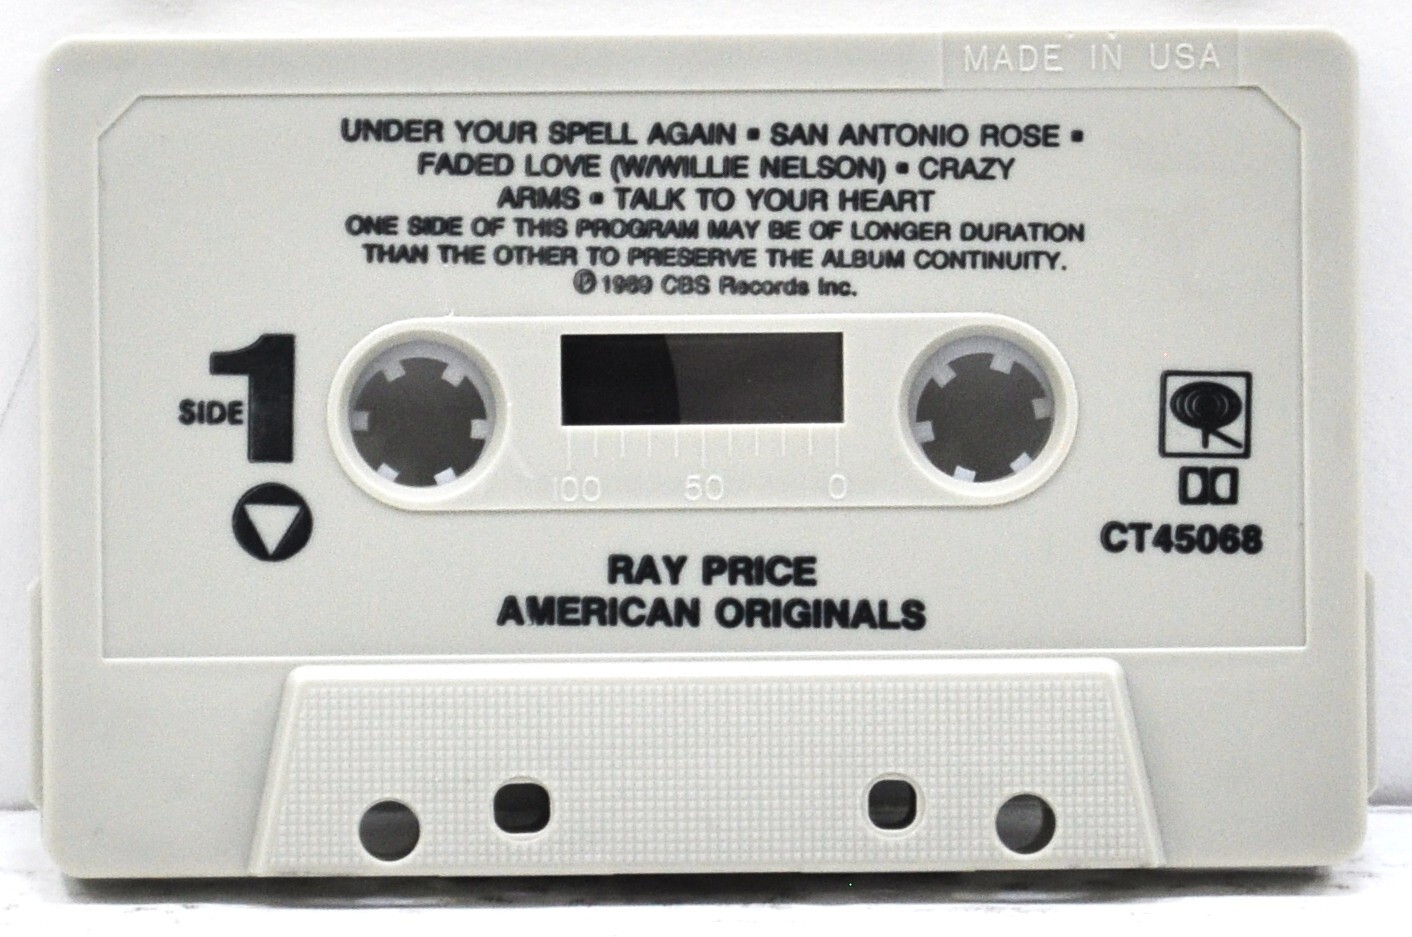 MADE IN USA
UNDER YOUR SPELL AGAIN ▪ SAN ANTONIO ROSE ▪
FADED LOVE (W/WILLIE NELSON) ▪ CRAZY
ARMS ▪ TALK TO YOUR HEART
ONE SIDE OF THIS PROGRAM MAY BE OF LONGER DURATION
THAN THE OTHER TO PRESERVE THE ALBUM CONTINUITY.
℗ 1989 CBS Records Inc.
SIDE 1
100 50 0
CT45068
RAY PRICE
AMERICAN ORIGINALS